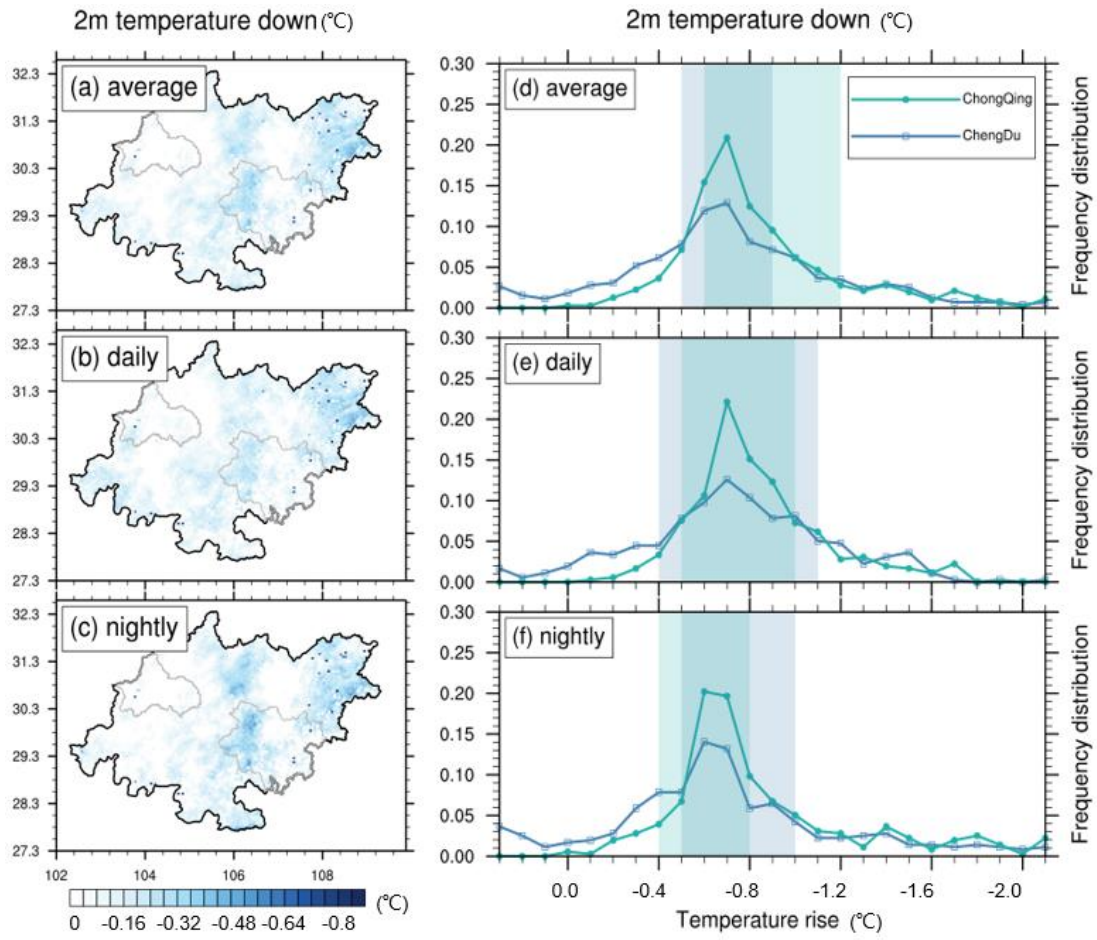 2m temperature down (℃)
2m temperature down (℃)
(a) average
32.3
31.3
30.3
29.3
28.3
27.3
(b) daily
32.3
31.3
30.3
29.3
28.3
27.3
(c) nightly
32.3
31.3
30.3
29.3
28.3
27.3
102 104 106 108
0 -0.16 -0.32 -0.48 -0.64 -0.8 (℃)
(d) average
ChongQing
ChengDu
0.30
0.25
0.20
0.15
0.10
0.05
0.00
Frequency distribution
(e) daily
0.30
0.25
0.20
0.15
0.10
0.05
0.00
Frequency distribution
(f) nightly
0.30
0.25
0.20
0.15
0.10
0.05
0.00
Frequency distribution
0.0 -0.4 -0.8 -1.2 -1.6 -2.0
Temperature rise (℃)